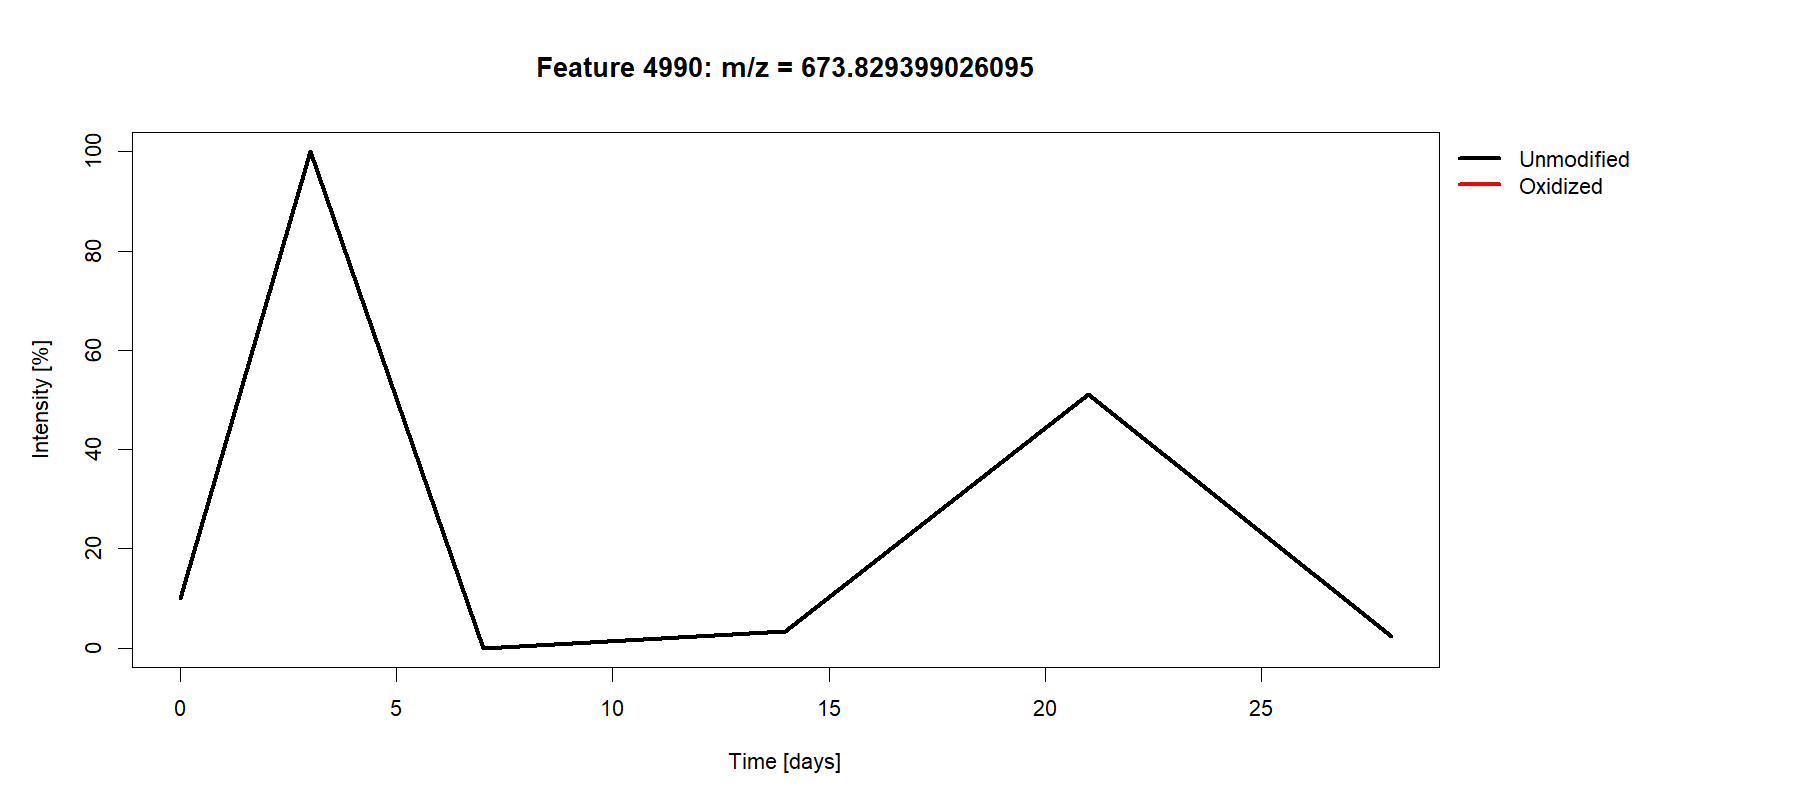 Feature 4990: m/z = 673.829399026095
Unmodified
Oxidized
Intensity [%]
100
80
60
40
20
0
0 5 10 15 20 25
Time [days]